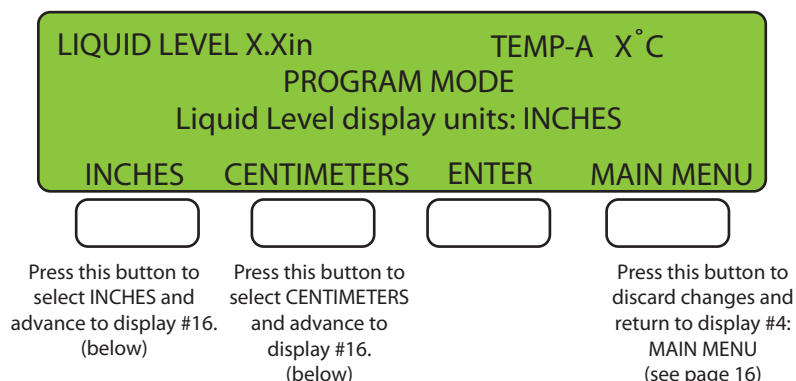 LIQUID LEVEL X.Xin TEMP-A X°C
PROGRAM MODE
Liquid Level display units: INCHES
INCHES CENTIMETERS ENTER MAIN MENU
Press this button to
select INCHES and
advance to display #16.
(below)
Press this button to
select CENTIMETERS
and advance to
display #16.
(below)
Press this button to
discard changes and
return to display #4:
MAIN MENU
(see page 16)